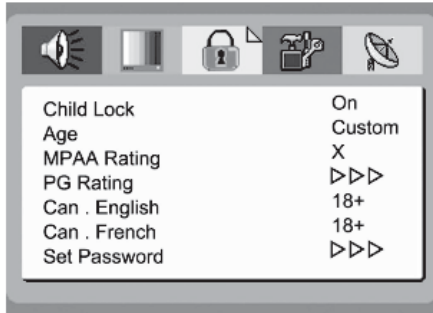 Child Lock On
Age Custom
MPAA Rating X
PG Rating ▷▷▷
Can . English 18+
Can . French 18+
Set Password ▷▷▷